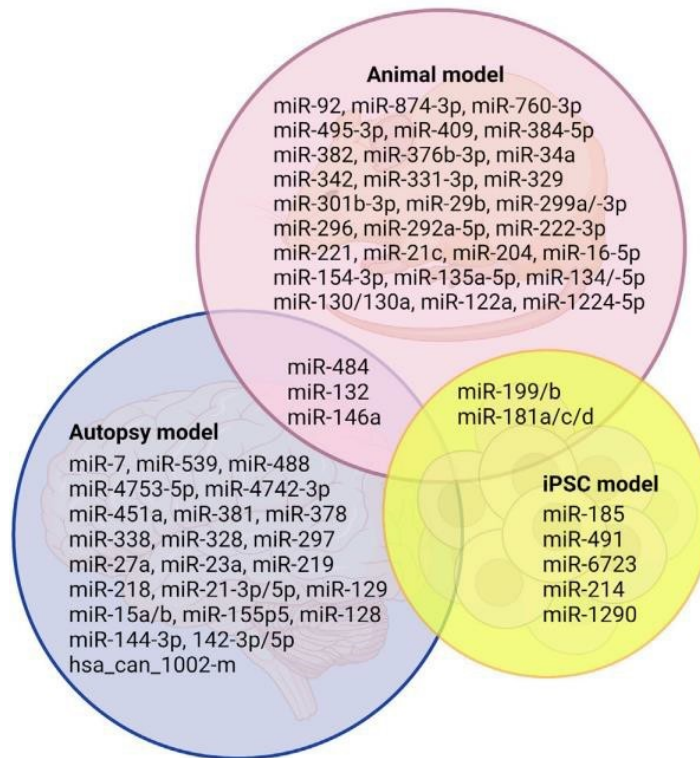 Animal model
miR-92, miR-874-3p, miR-760-3p
miR-495-3p, miR-409, miR-384-5p
miR-382, miR-376b-3p, miR-34a
miR-342, miR-331-3p, miR-329
miR-301b-3p, miR-29b, miR-299a/-3p
miR-296, miR-292a-5p, miR-222-3p
miR-221, miR-21c, miR-204, miR-16-5p
miR-154-3p, miR-135a-5p, miR-134/-5p
miR-130/130a, miR-122a, miR-1224-5p
miR-484
miR-132
miR-146a
miR-199/b
miR-181a/c/d
Autopsy model
miR-7, miR-539, miR-488
miR-4753-5p, miR-4742-3p
miR-451a, miR-381, miR-378
miR-338, miR-328, miR-297
miR-27a, miR-23a, miR-219
miR-218, miR-21-3p/5p, miR-129
miR-15a/b, miR-155p5, miR-128
miR-144-3p, 142-3p/5p
hsa_can_1002-m
iPSC model
miR-185
miR-491
miR-6723
miR-214
miR-1290